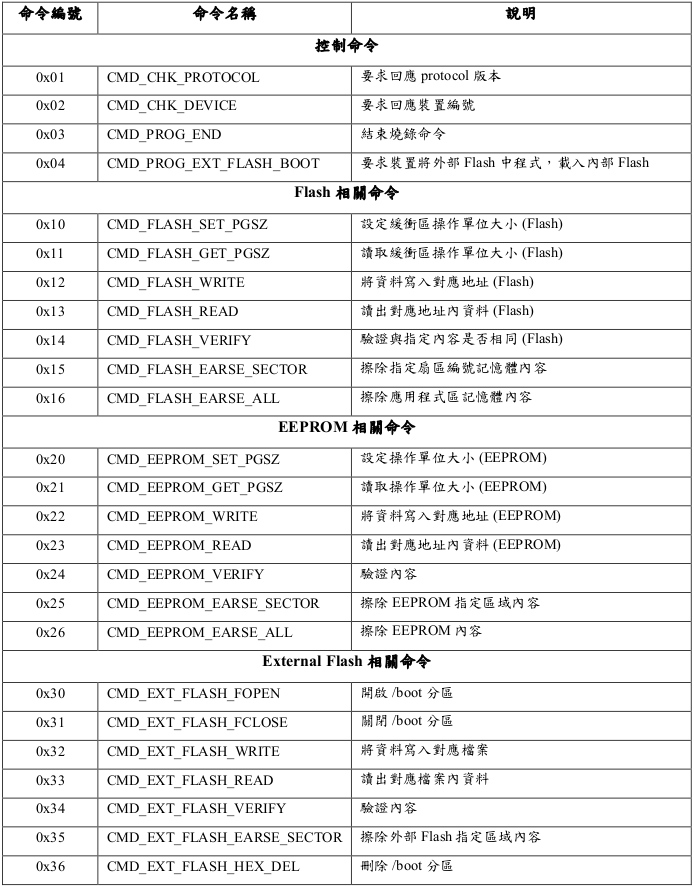 命令編號 命令名稱 說明
控制命令
0x01 CMD_CHK_PROTOCOL 要求回應 protocol 版本
0x02 CMD_CHK_DEVICE 要求回應裝置編號
0x03 CMD_PROG_END 結束燒錄命令
0x04 CMD_PROG_EXT_FLASH_BOOT 要求裝置將外部 Flash 中程式，載入內部 Flash
Flash 相關命令
0x10 CMD_FLASH_SET_PGSZ 設定緩衝區操作單位大小 (Flash)
0x11 CMD_FLASH_GET_PGSZ 讀取緩衝區操作單位大小 (Flash)
0x12 CMD_FLASH_WRITE 將資料寫入對應地址 (Flash)
0x13 CMD_FLASH_READ 讀出對應地址內資料 (Flash)
0x14 CMD_FLASH_VERIFY 驗證與指定內容是否相同 (Flash)
0x15 CMD_FLASH_EARSE_SECTOR 擦除指定扇區編號記憶體內容
0x16 CMD_FLASH_EARSE_ALL 擦除應用程式區記憶體內容
EEPROM 相關命令
0x20 CMD_EEPROM_SET_PGSZ 設定操作單位大小 (EEPROM)
0x21 CMD_EEPROM_GET_PGSZ 讀取操作單位大小 (EEPROM)
0x22 CMD_EEPROM_WRITE 將資料寫入對應地址 (EEPROM)
0x23 CMD_EEPROM_READ 讀出對應地址內資料 (EEPROM)
0x24 CMD_EEPROM_VERIFY 驗證內容
0x25 CMD_EEPROM_EARSE_SECTOR 擦除 EEPROM 指定區域內容
0x26 CMD_EEPROM_EARSE_ALL 擦除 EEPROM 內容
External Flash 相關命令
0x30 CMD_EXT_FLASH_FOPEN 開啟 /boot 分區
0x31 CMD_EXT_FLASH_FCLOSE 關閉 /boot 分區
0x32 CMD_EXT_FLASH_WRITE 將資料寫入對應檔案
0x33 CMD_EXT_FLASH_READ 讀出對應檔案內資料
0x34 CMD_EXT_FLASH_VERIFY 驗證內容
0x35 CMD_EXT_FLASH_EARSE_SECTOR 擦除外部 Flash 指定區域內容
0x36 CMD_EXT_FLASH_HEX_DEL 刪除 /boot 分區